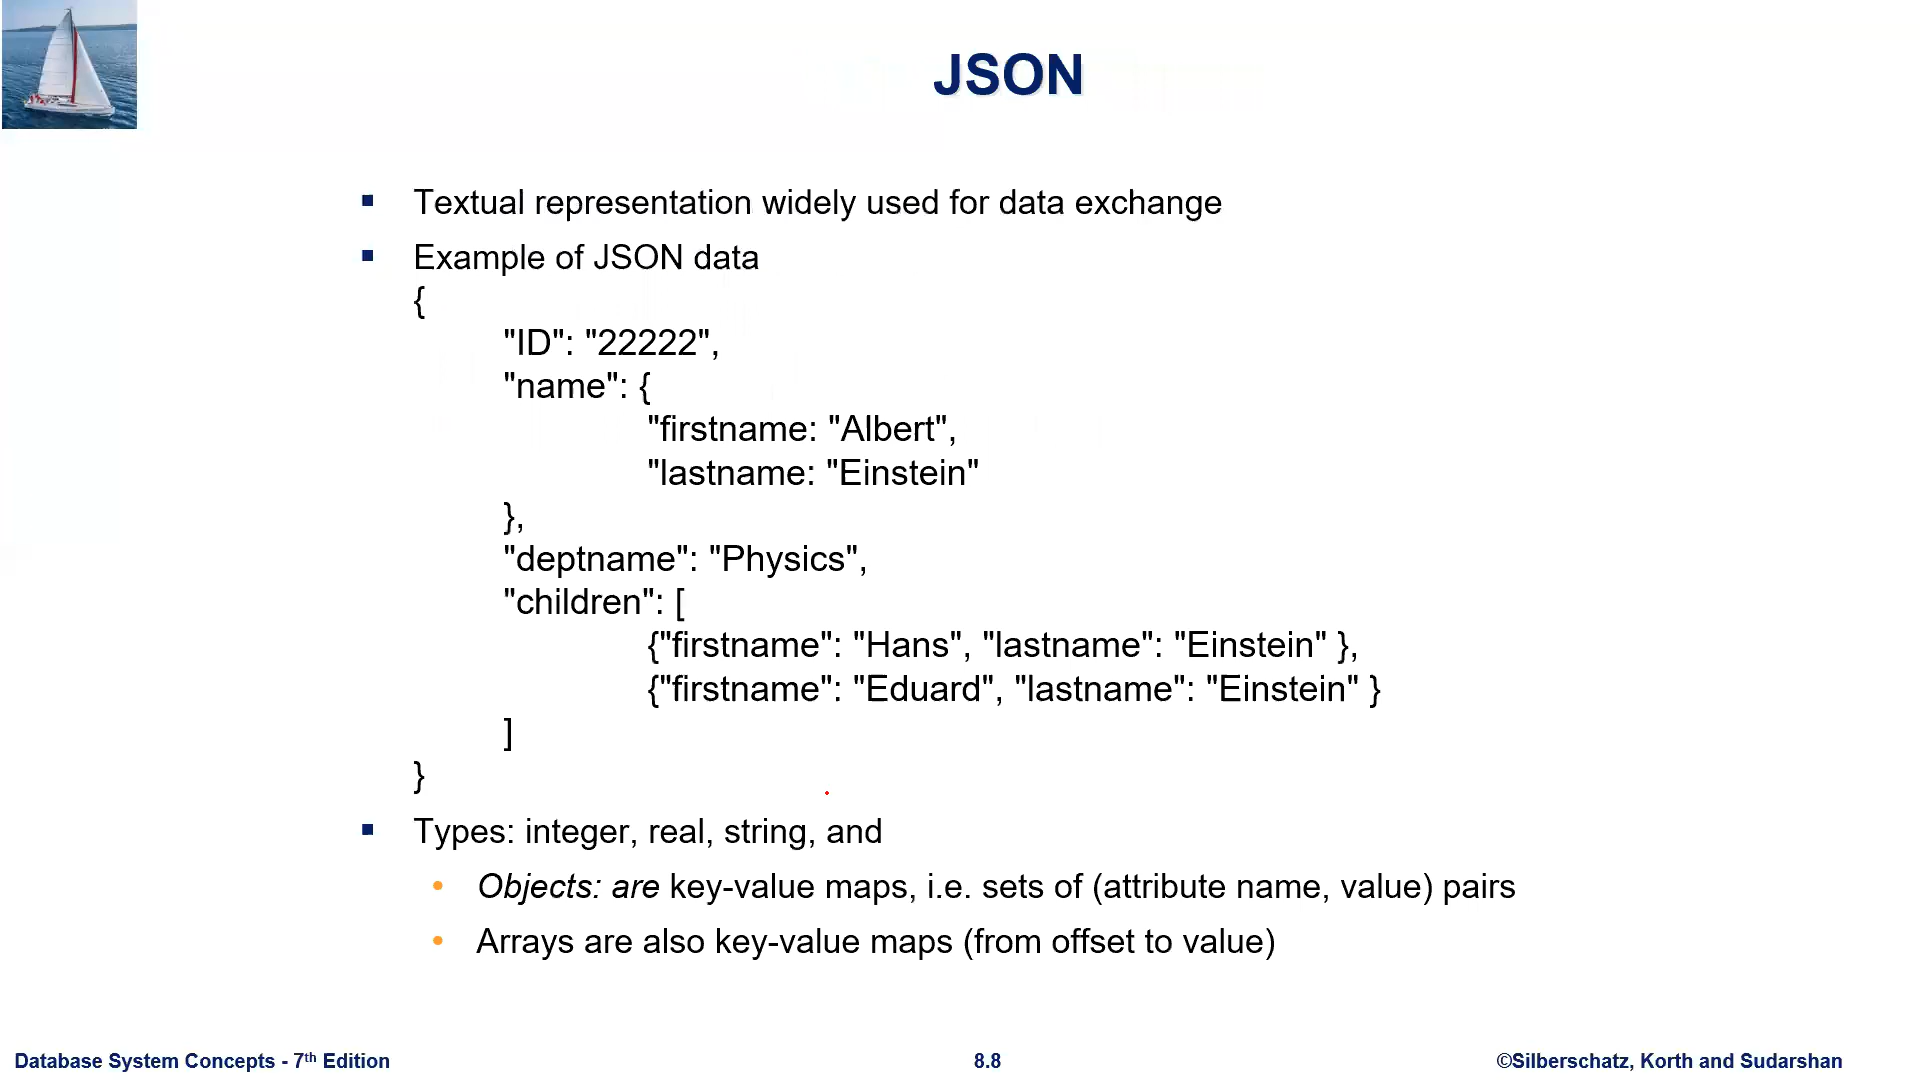 JSON
▪ Textual representation widely used for data exchange
▪ Example of JSON data
{
"ID": "22222",
"name": {
"firstname: "Albert",
"lastname: "Einstein"
},
"deptname": "Physics",
"children": [
{"firstname": "Hans", "lastname": "Einstein" },
{"firstname": "Eduard", "lastname": "Einstein" }
]
}
▪ Types: integer, real, string, and
• Objects: are key-value maps, i.e. sets of (attribute name, value) pairs
• Arrays are also key-value maps (from offset to value)
Database System Concepts - 7th Edition 8.8 ©Silberschatz, Korth and Sudarshan